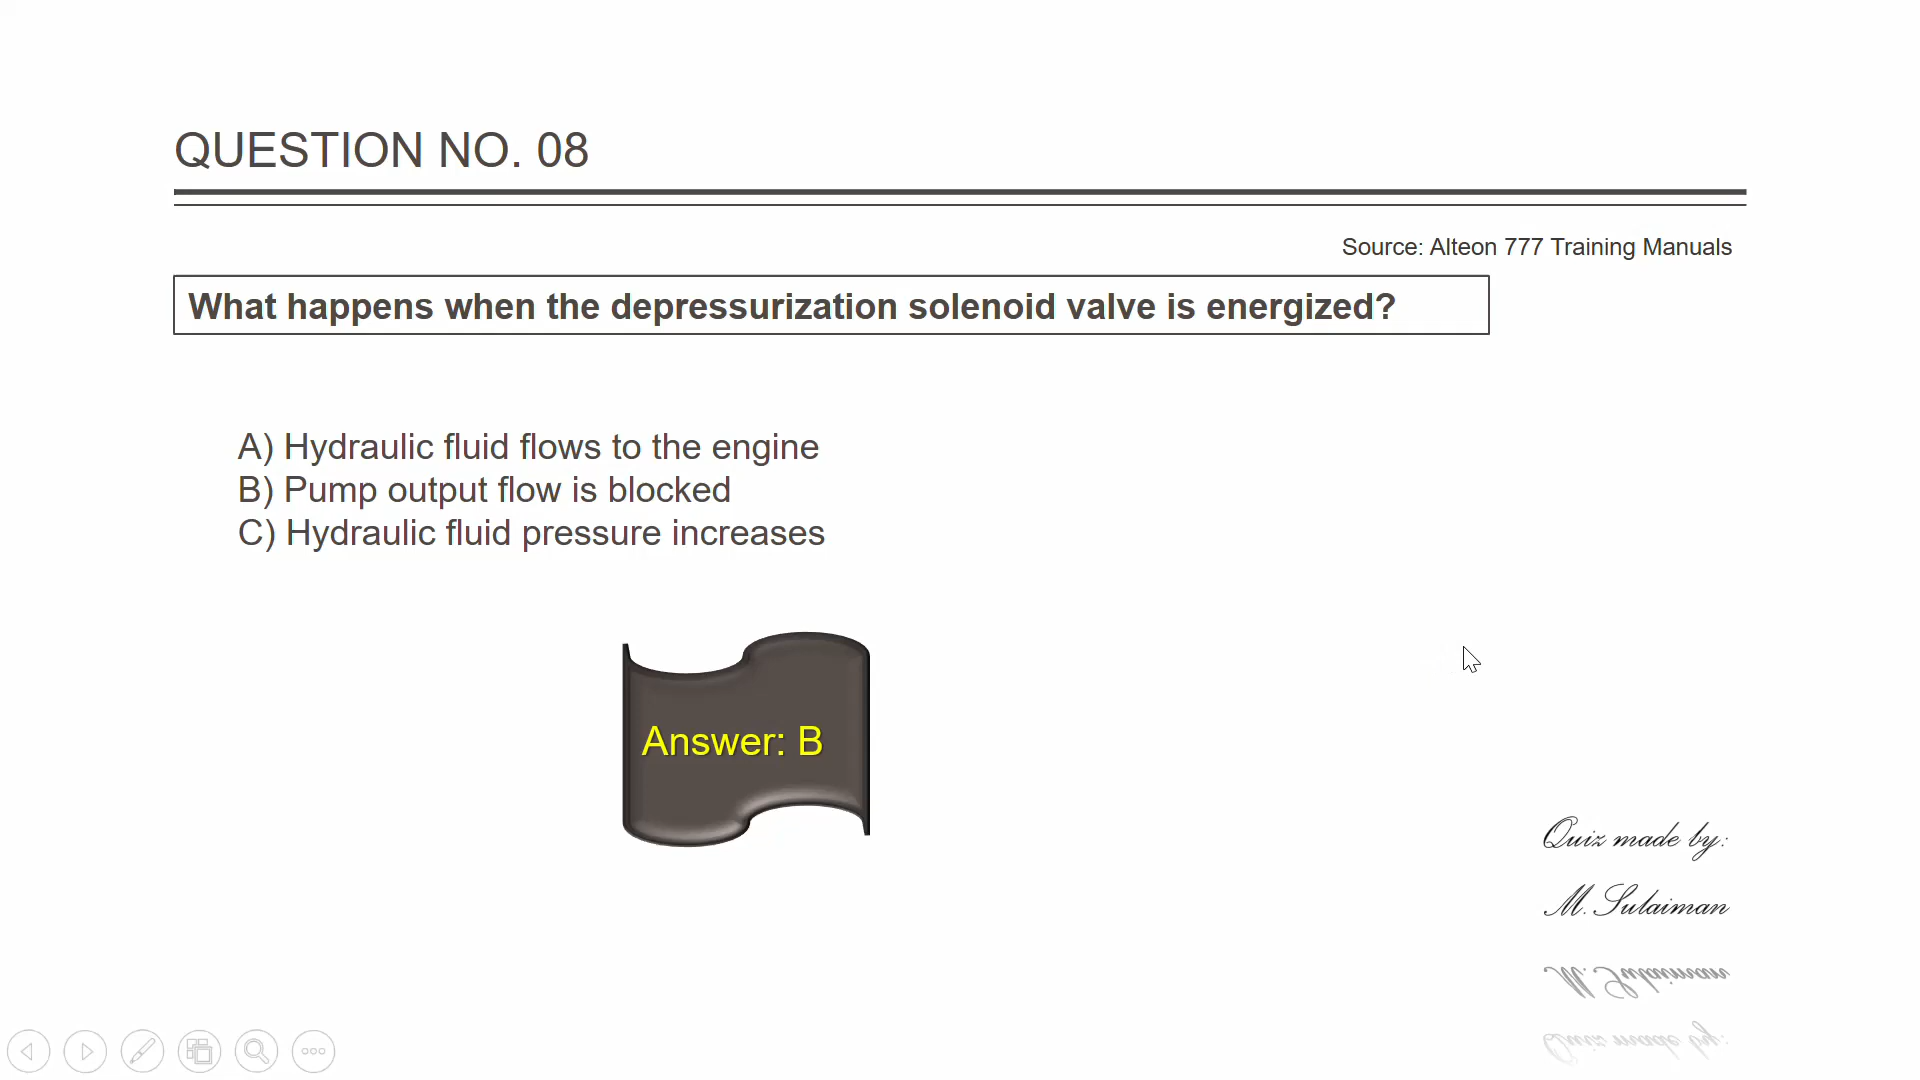 QUESTION NO. 08
Source: Alteon 777 Training Manuals
What happens when the depressurization solenoid valve is energized?
A) Hydraulic fluid flows to the engine
B) Pump output flow is blocked
C) Hydraulic fluid pressure increases
Answer: B
Quiz made by:
M. Sulaiman